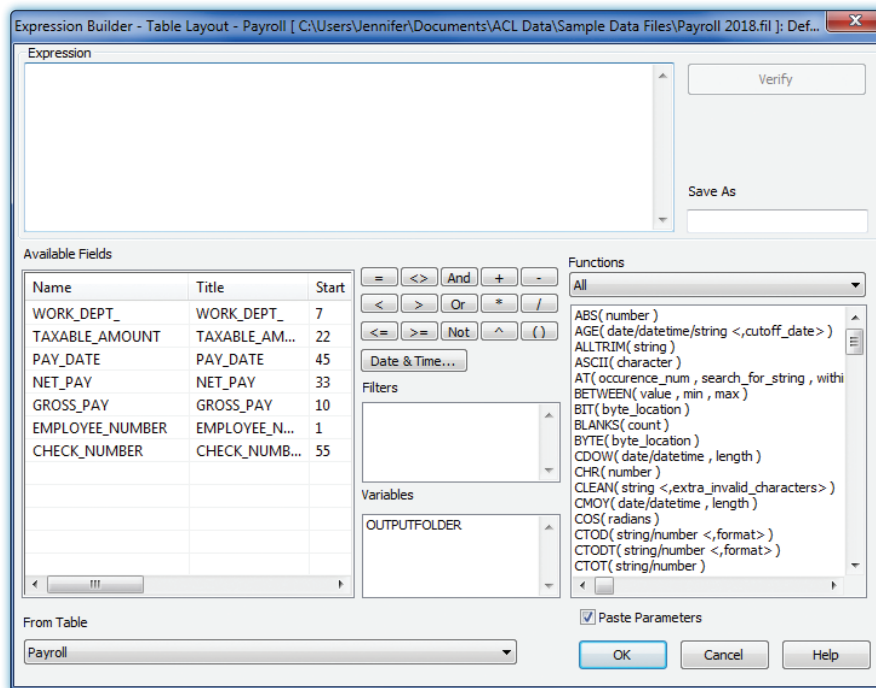 Expression Builder - Table Layout - Payroll [ C:\Users\Jennifer\Documents\ACL Data\Sample Data Files\Payroll 2018.fil ]: Def...
Expression
Verify
Save As
Available Fields
Name Title Start
WORK_DEPT_ WORK_DEPT_ 7
TAXABLE_AMOUNT TAXABLE_AM... 22
PAY_DATE PAY_DATE 45
NET_PAY NET_PAY 33
GROSS_PAY GROSS_PAY 10
EMPLOYEE_NUMBER EMPLOYEE_N... 1
CHECK_NUMBER CHECK_NUMB... 55
= <> And + -
< > Or * /
<= >= Not ^ ( )
Date & Time...
Filters
Variables
OUTPUTFOLDER
Functions
All
ABS( number )
AGE( date/datetime/string <,cutoff_date> )
ALLTRIM( string )
ASCII( character )
AT( occurence_num , search_for_string , withi
BETWEEN( value , min , max )
BIT( byte_location )
BLANKS( count )
BYTE( byte_location )
CDOW( date/datetime , length )
CHR( number )
CLEAN( string <,extra_invalid_characters> )
CMOY( date/datetime , length )
COS( radians )
CTOD( string/number <,format> )
CTODT( string/number <,format> )
CTOT( string/number )
From Table
Payroll
Paste Parameters
OK Cancel Help